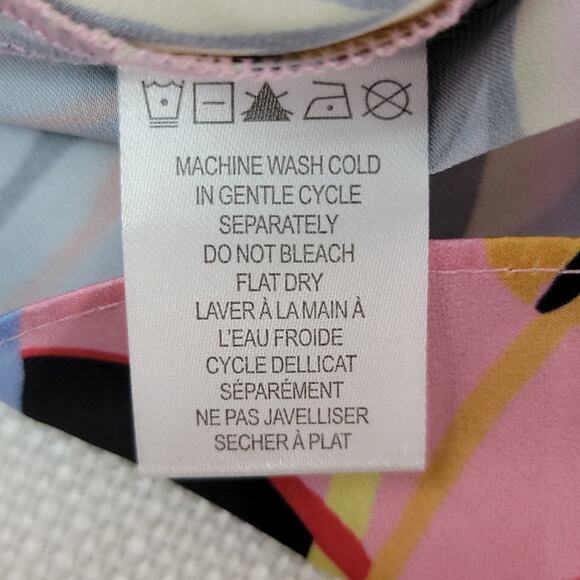 MACHINE WASH COLD
IN GENTLE CYCLE
SEPARATELY
DO NOT BLEACH
FLAT DRY
LAVER À LA MAIN À
L'EAU FROIDE
CYCLE DELLICAT
SÉPARÉMENT
NE PAS JAVELLISER
SECHER À PLAT